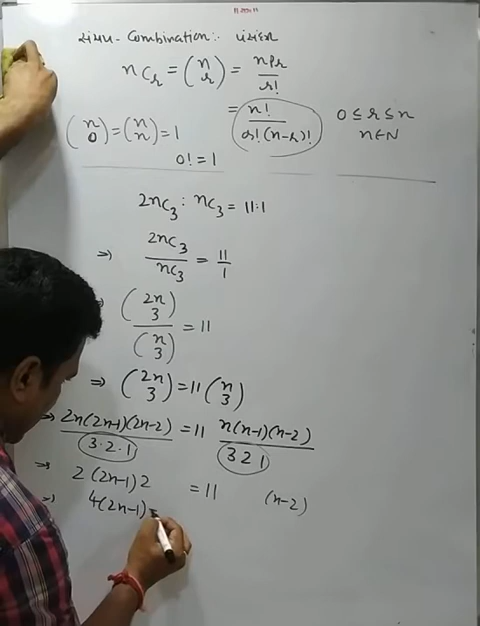 સંચય - Combination :-
nCr = (n r) = nPr / r!
= n! / r!(n-r)!
0 ≤ r ≤ n
n∈N
(n 0) = (n n) = 1
0! = 1
2nC3 : nC3 = 11:1
⇒ 2nC3 / nC3 = 11/1
(2n 3) / (n 3) = 11
⇒ (2n 3) = 11 (n 3)
⇒ 2n(2n-1)(2n-2) / 3·2·1 = 11 n(n-1)(n-2) / 3 2 1
⇒ 2(2n-1) 2 = 11 (n-2)
⇒ 4(2n-1) =